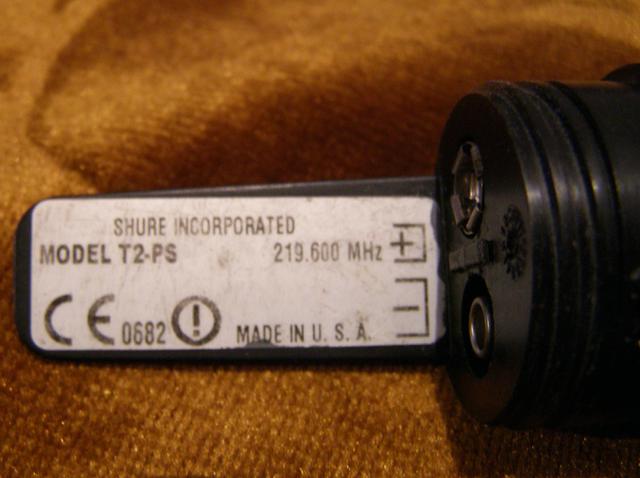 SHURE INCORPORATED
MODEL T2-PS 219.600 MHz +
CE 0682 MADE IN U. S. A. -